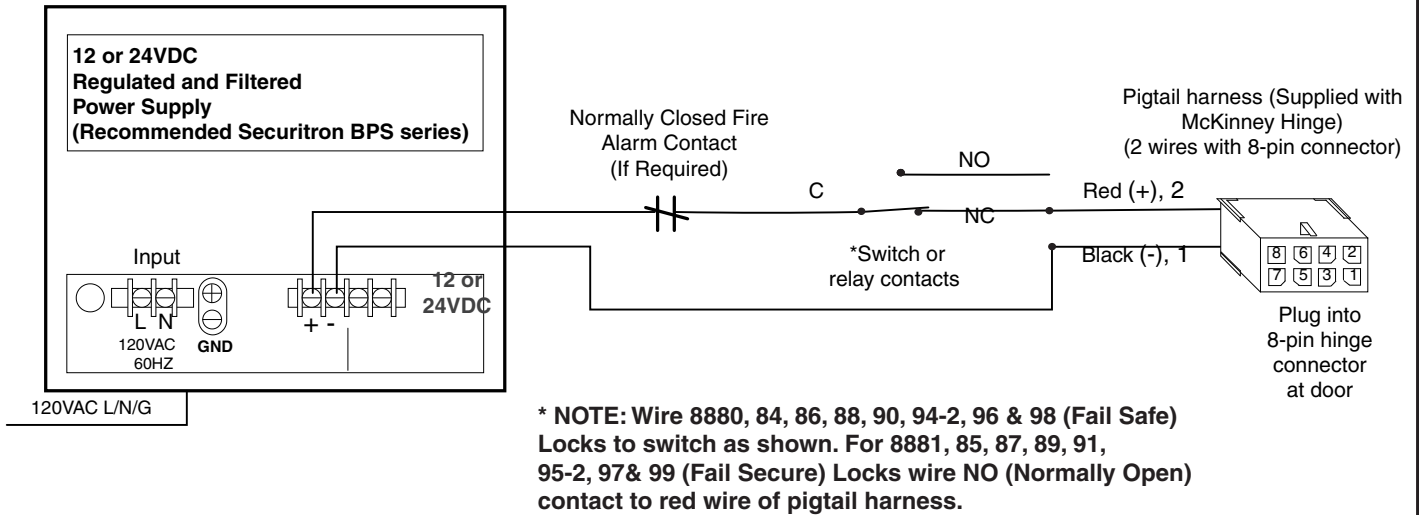 12 or 24VDC
Regulated and Filtered
Power Supply
(Recommended Securitron BPS series)
Normally Closed Fire
Alarm Contact
(If Required)
Pigtail harness (Supplied with
McKinney Hinge)
(2 wires with 8-pin connector)
NO
C
NC
Red (+), 2
Black (-), 1
*Switch or
relay contacts
8 6 4 2
7 5 3 1
Plug into
8-pin hinge
connector
at door
Input
L N
120VAC
60HZ
GND
+ -
12 or
24VDC
120VAC L/N/G
* NOTE: Wire 8880, 84, 86, 88, 90, 94-2, 96 & 98 (Fail Safe)
Locks to switch as shown. For 8881, 85, 87, 89, 91,
95-2, 97& 99 (Fail Secure) Locks wire NO (Normally Open)
contact to red wire of pigtail harness.